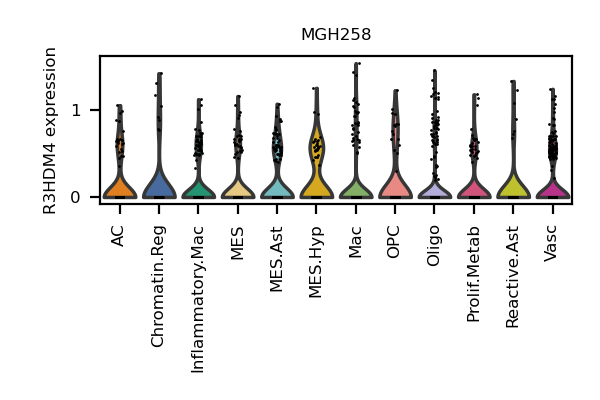 MGH258
R3HDM4 expression
1
0
AC
Chromatin.Reg
Inflammatory.Mac
MES
MES.Ast
MES.Hyp
Mac
OPC
Oligo
Prolif.Metab
Reactive.Ast
Vasc